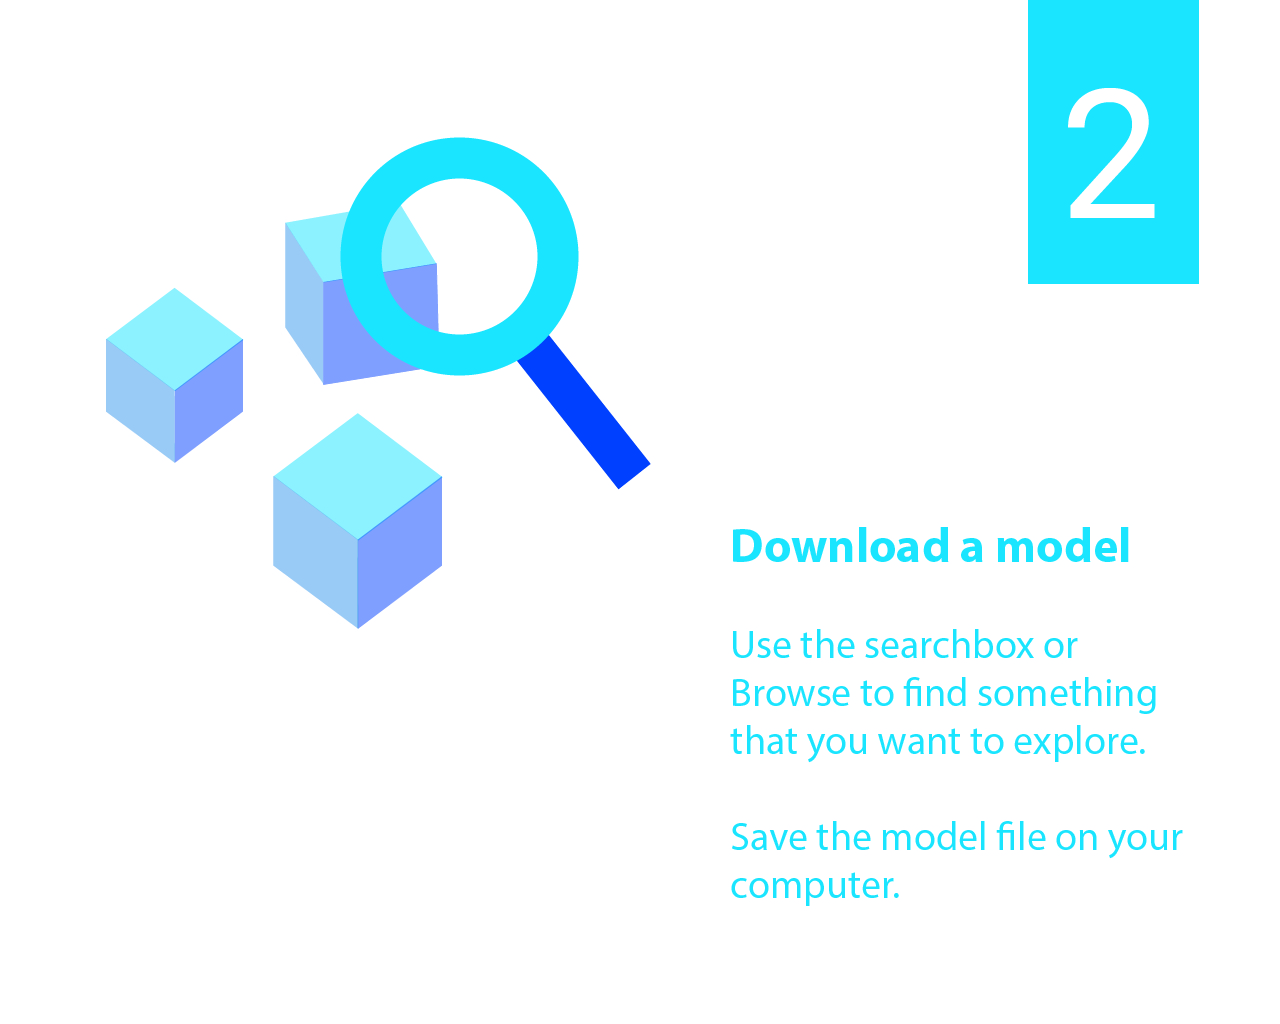 2
Download a model
Use the searchbox or
Browse to find something
that you want to explore.
Save the model file on your
computer.